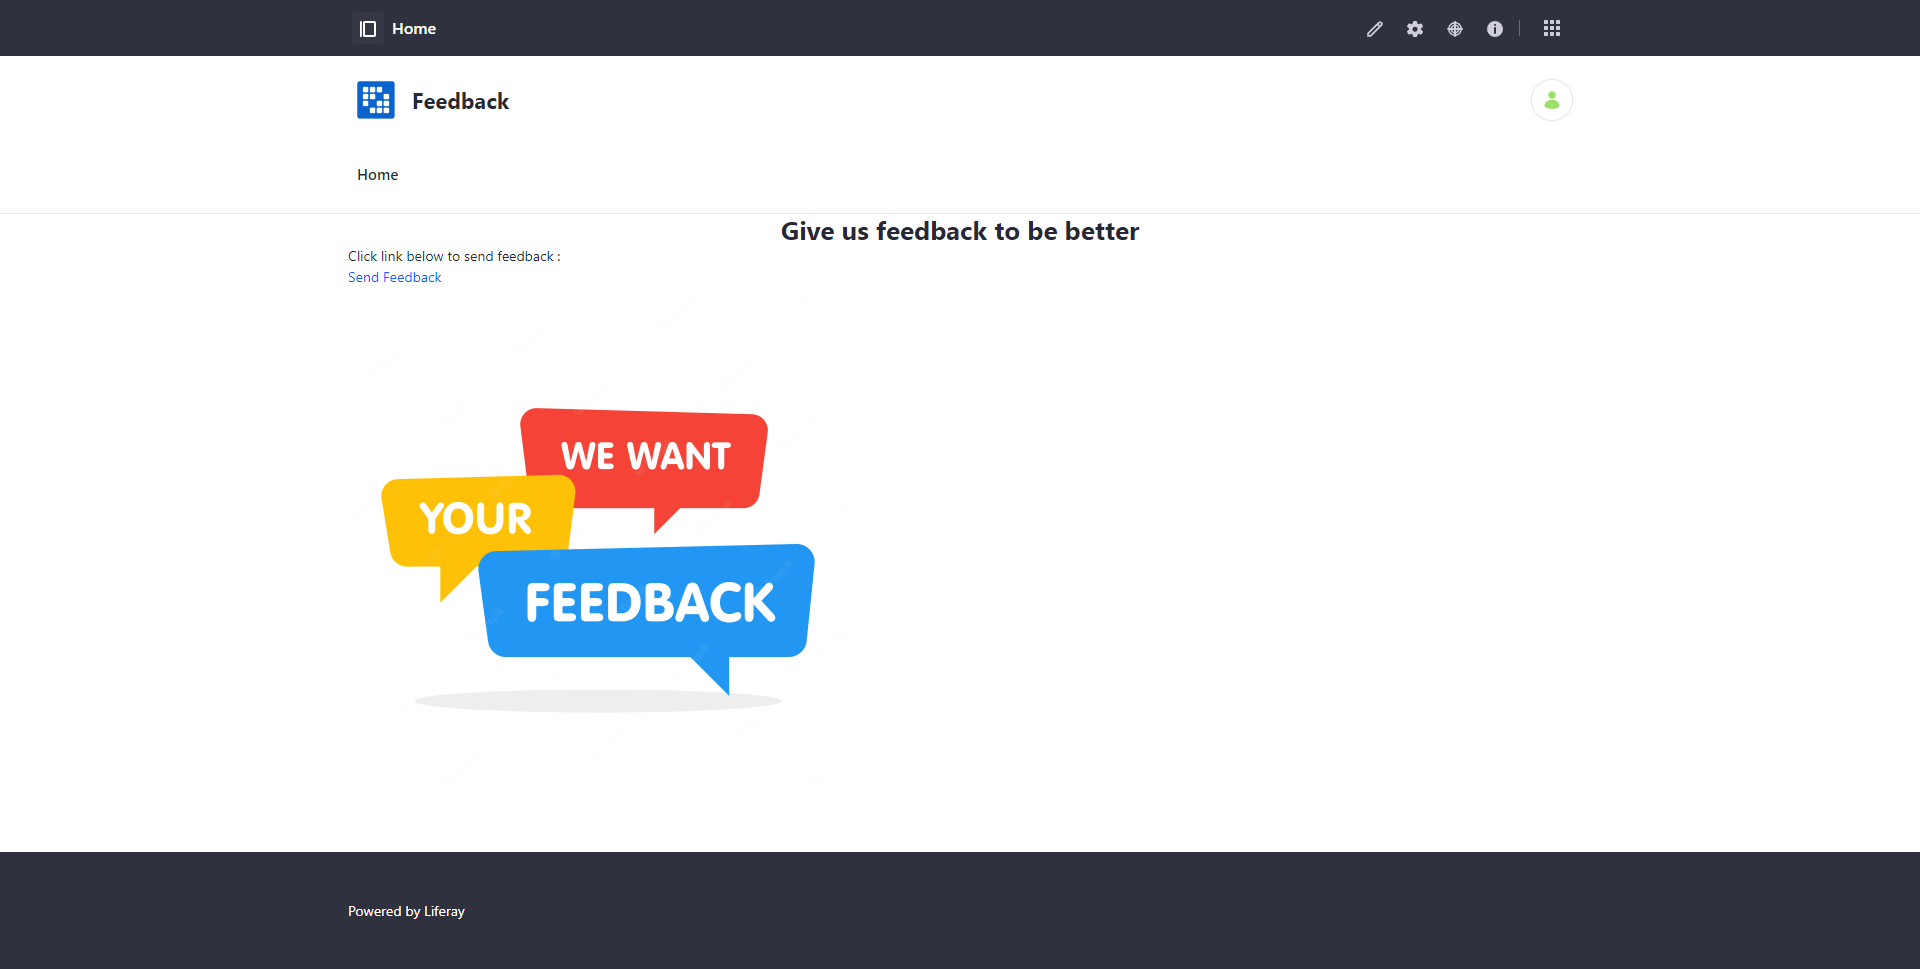 Home
Feedback
Home
Give us feedback to be better
Click link below to send feedback :
Send Feedback
WE WANT
YOUR
FEEDBACK
Powered by Liferay